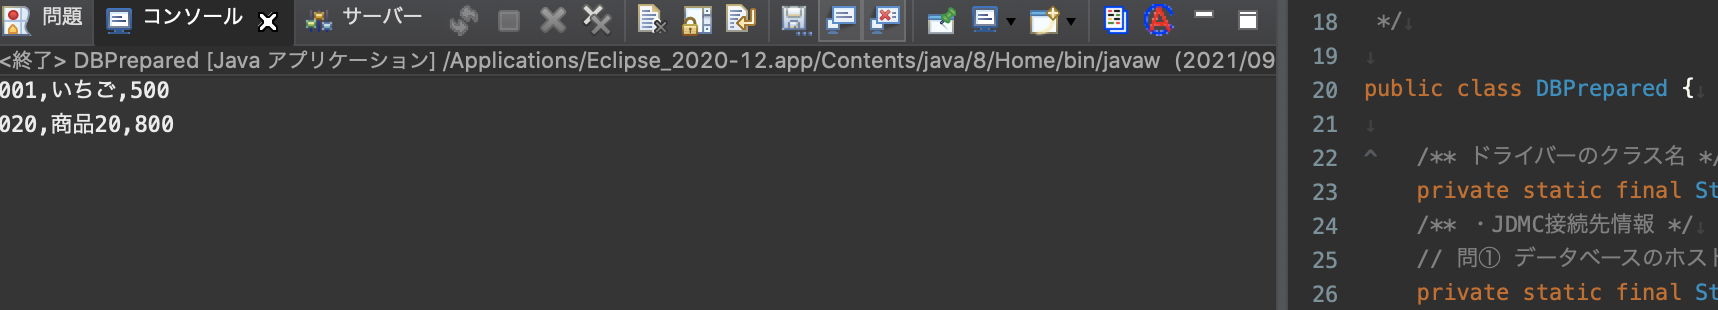 問題 コンソール サーバー
<終了> DBPrepared [Java アプリケーション] /Applications/Eclipse_2020-12.app/Contents/java/8/Home/bin/javaw (2021/09
001,いちご,500
020,商品20,800
18 */
19
20 public class DBPrepared {
21
22 /** ドライバーのクラス名 */
23 private static final St
24 /** ・JDMC接続先情報 */
25 // 問① データベースのホスト
26 private static final St